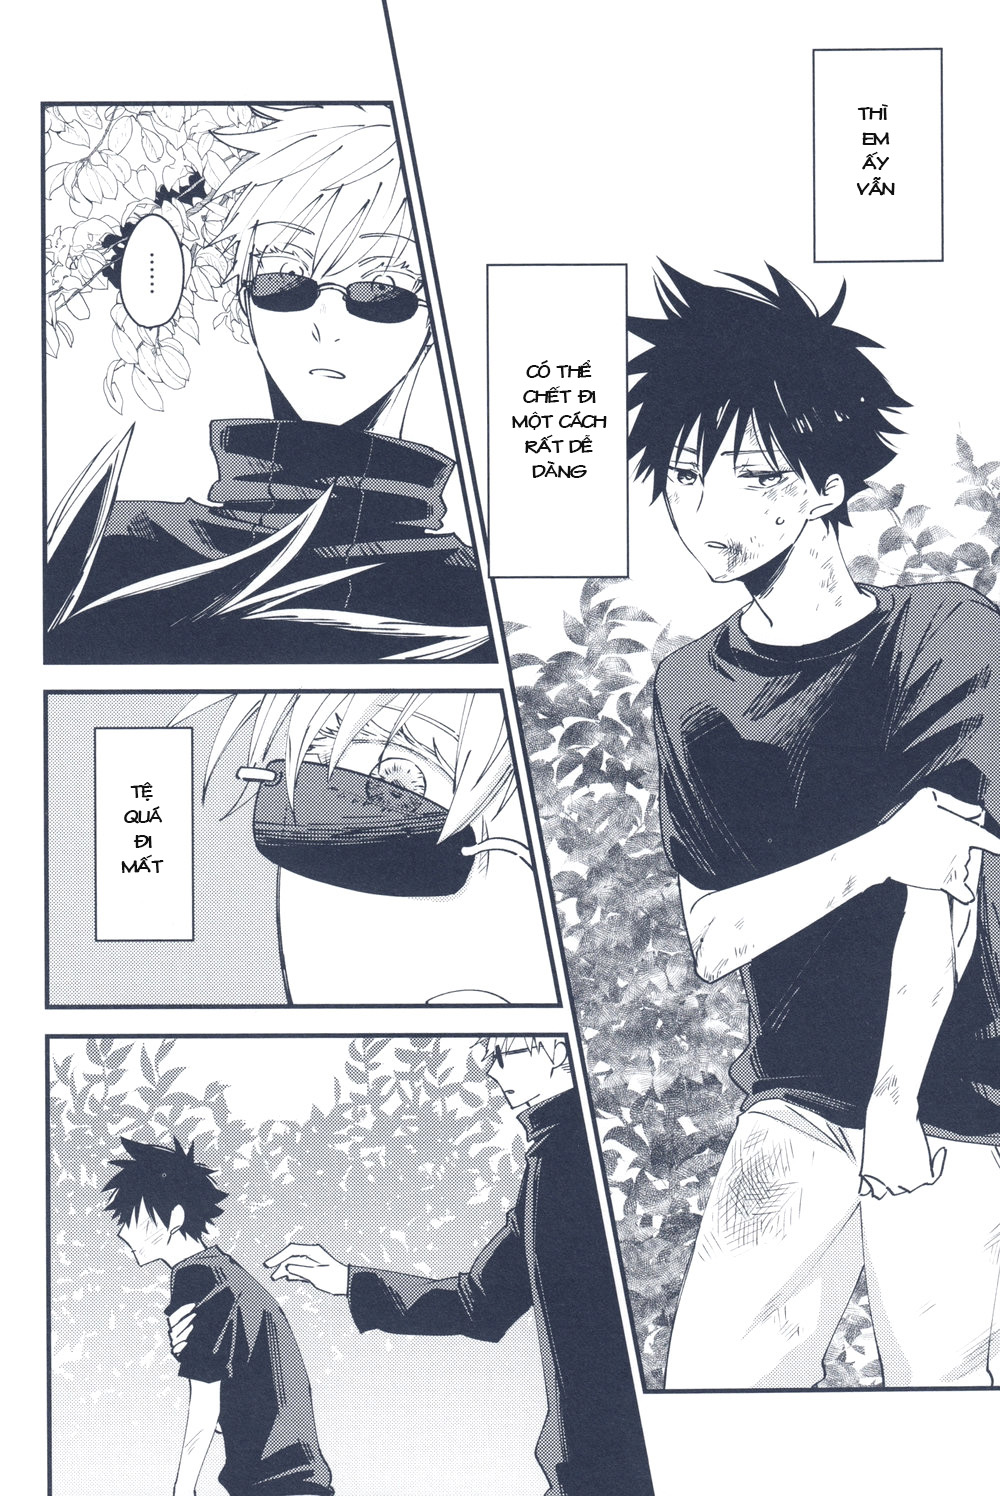 THÌ
EM
ẤY
VẪN
CÓ THỂ
CHẾT ĐI
MỘT CÁCH
RẤT DỄ
DÀNG
......
TỆ
QUÁ
ĐI
MẤT